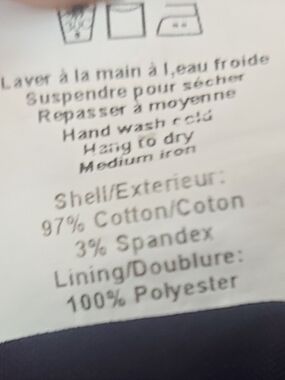 Laver à la main à l,eau froide
Suspendre pour sécher
Repasser à moyenne
Hand wash cold
Hang to dry
Medium iron
Shell/Exterieur:
97% Cotton/Coton
3% Spandex
Lining/Doublure:
100% Polyester